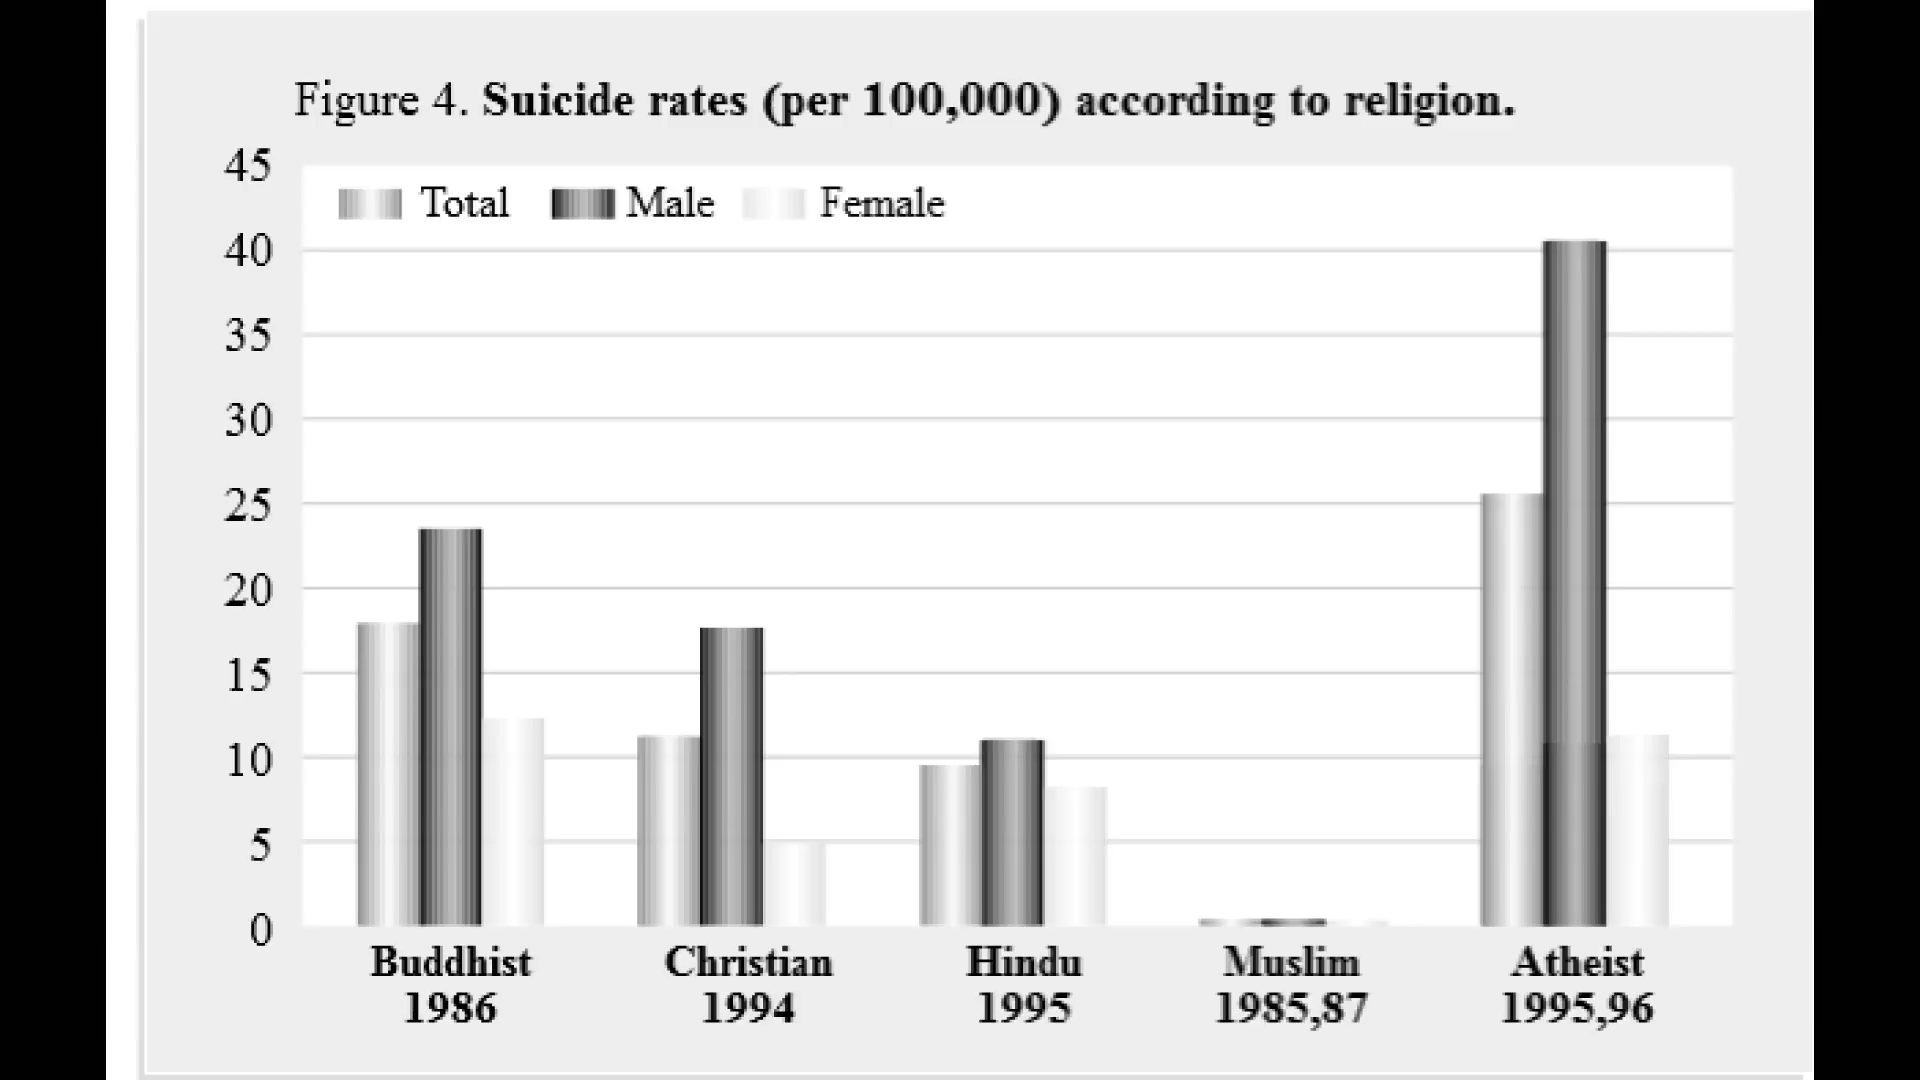 Figure 4. Suicide rates (per 100,000) according to religion.
45
Total Male Female
40
35
30
25
20
15
10
5
0
Buddhist Christian Hindu Muslim Atheist
1986 1994 1995 1985,87 1995,96